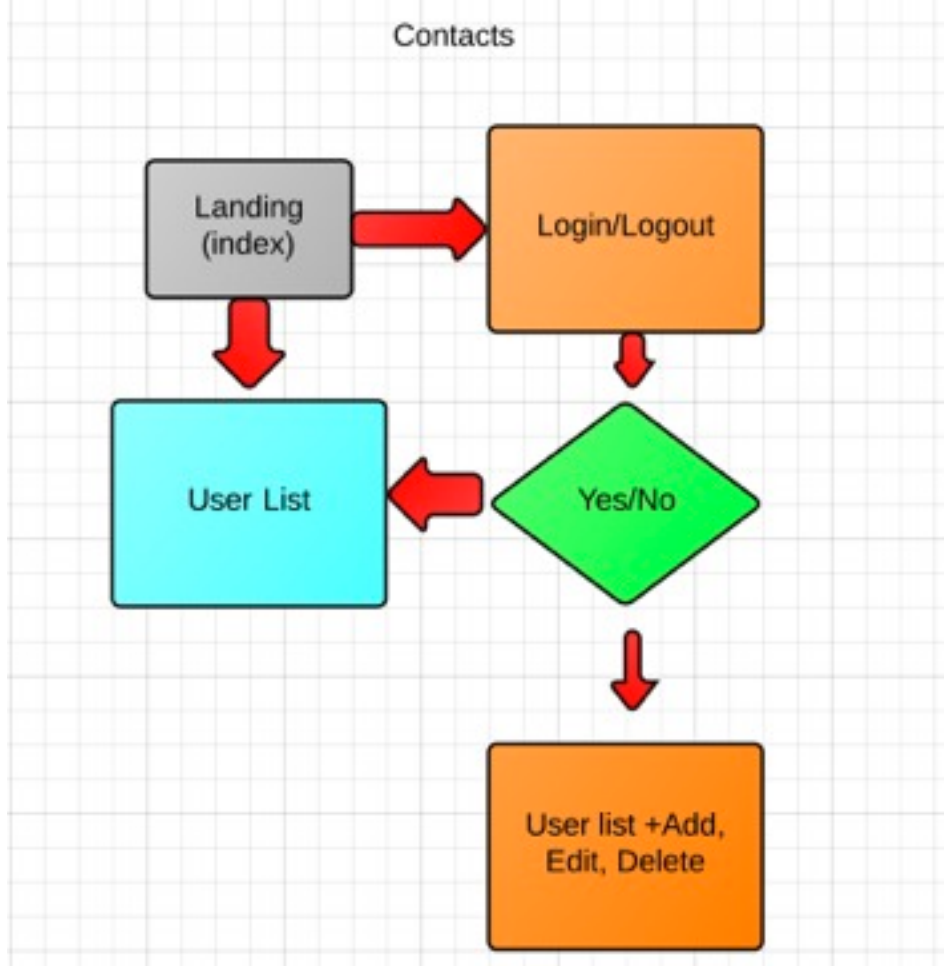 Contacts
Landing
(index)
Login/Logout
User List
Yes/No
User list +Add,
Edit, Delete